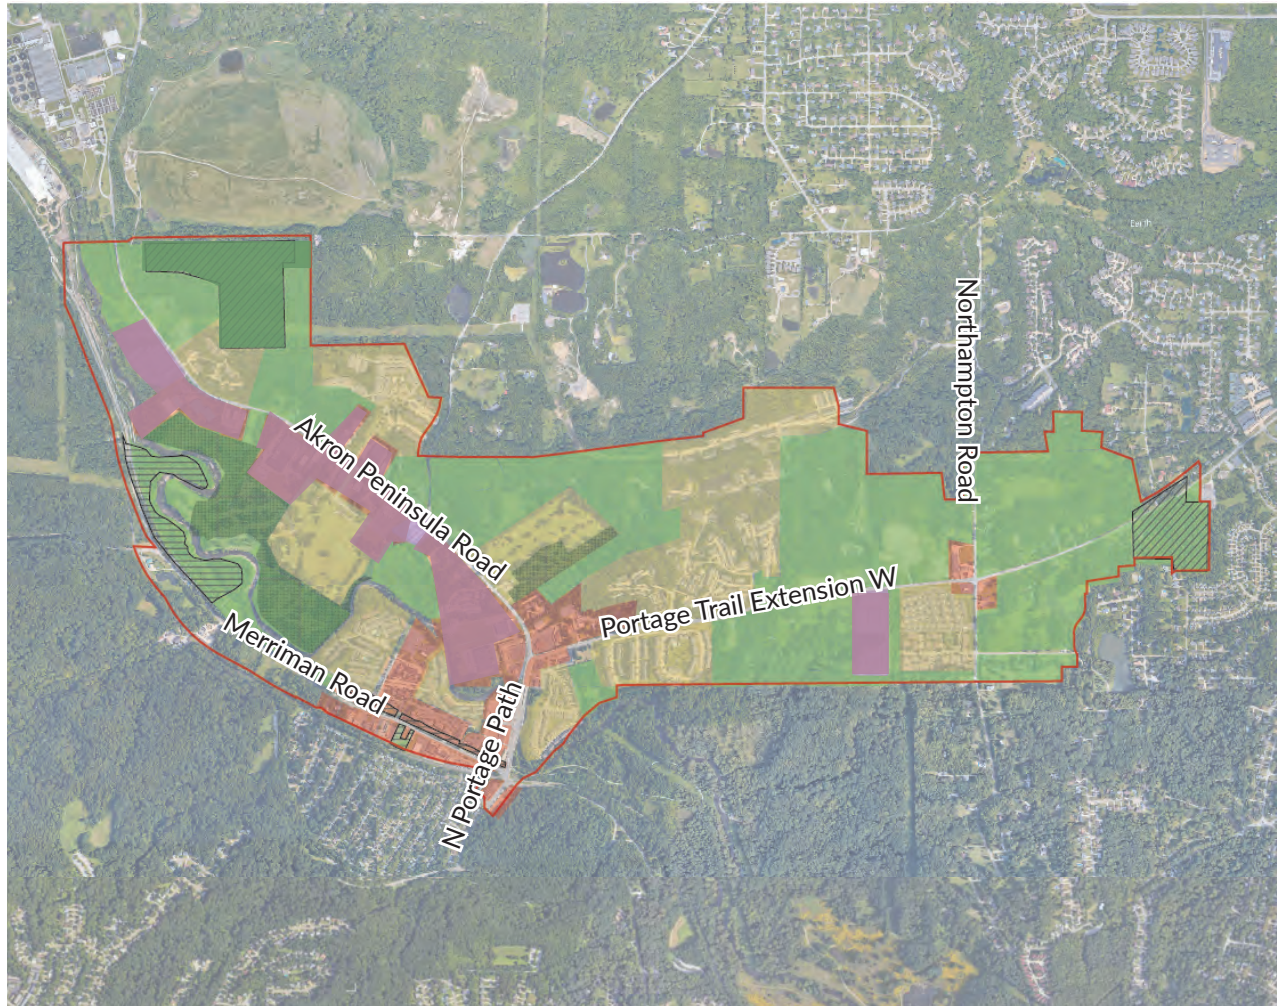 Northampton Road
Akron Peninsula Road
Portage Trail Extension W
Merriman Road
N Portage Path